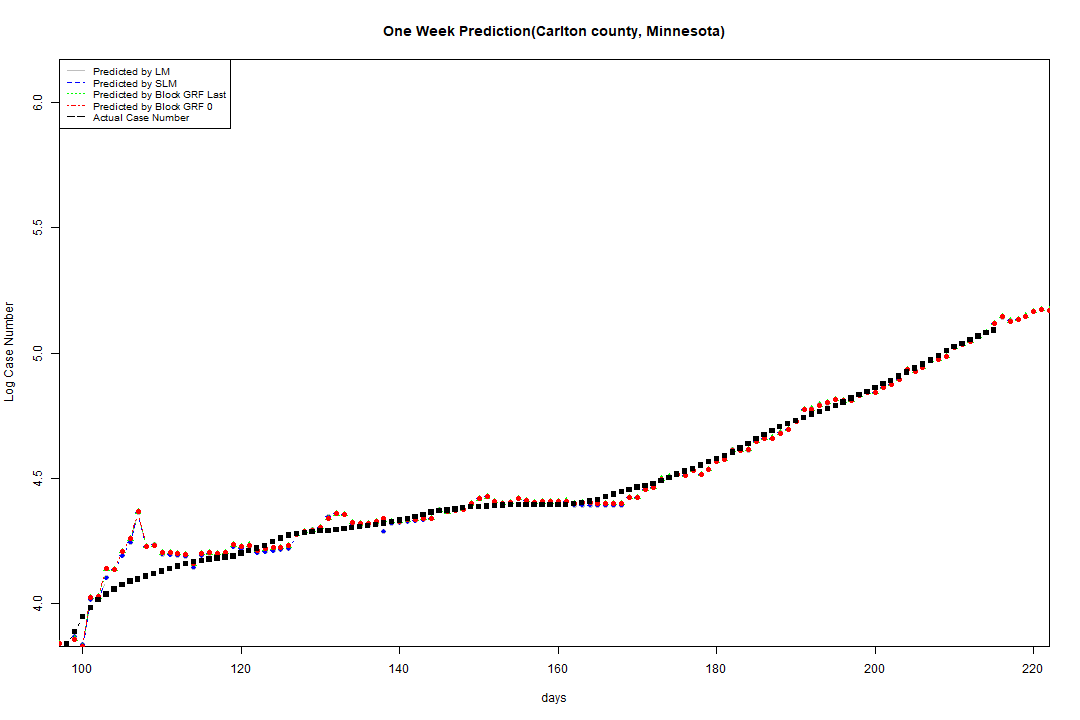 One Week Prediction(Carlton county, Minnesota)
Predicted by LM
Predicted by SLM
Predicted by Block GRF Last
Predicted by Block GRF 0
Actual Case Number
6.0
5.5
5.0
4.5
4.0
Log Case Number
100 120 140 160 180 200 220
days